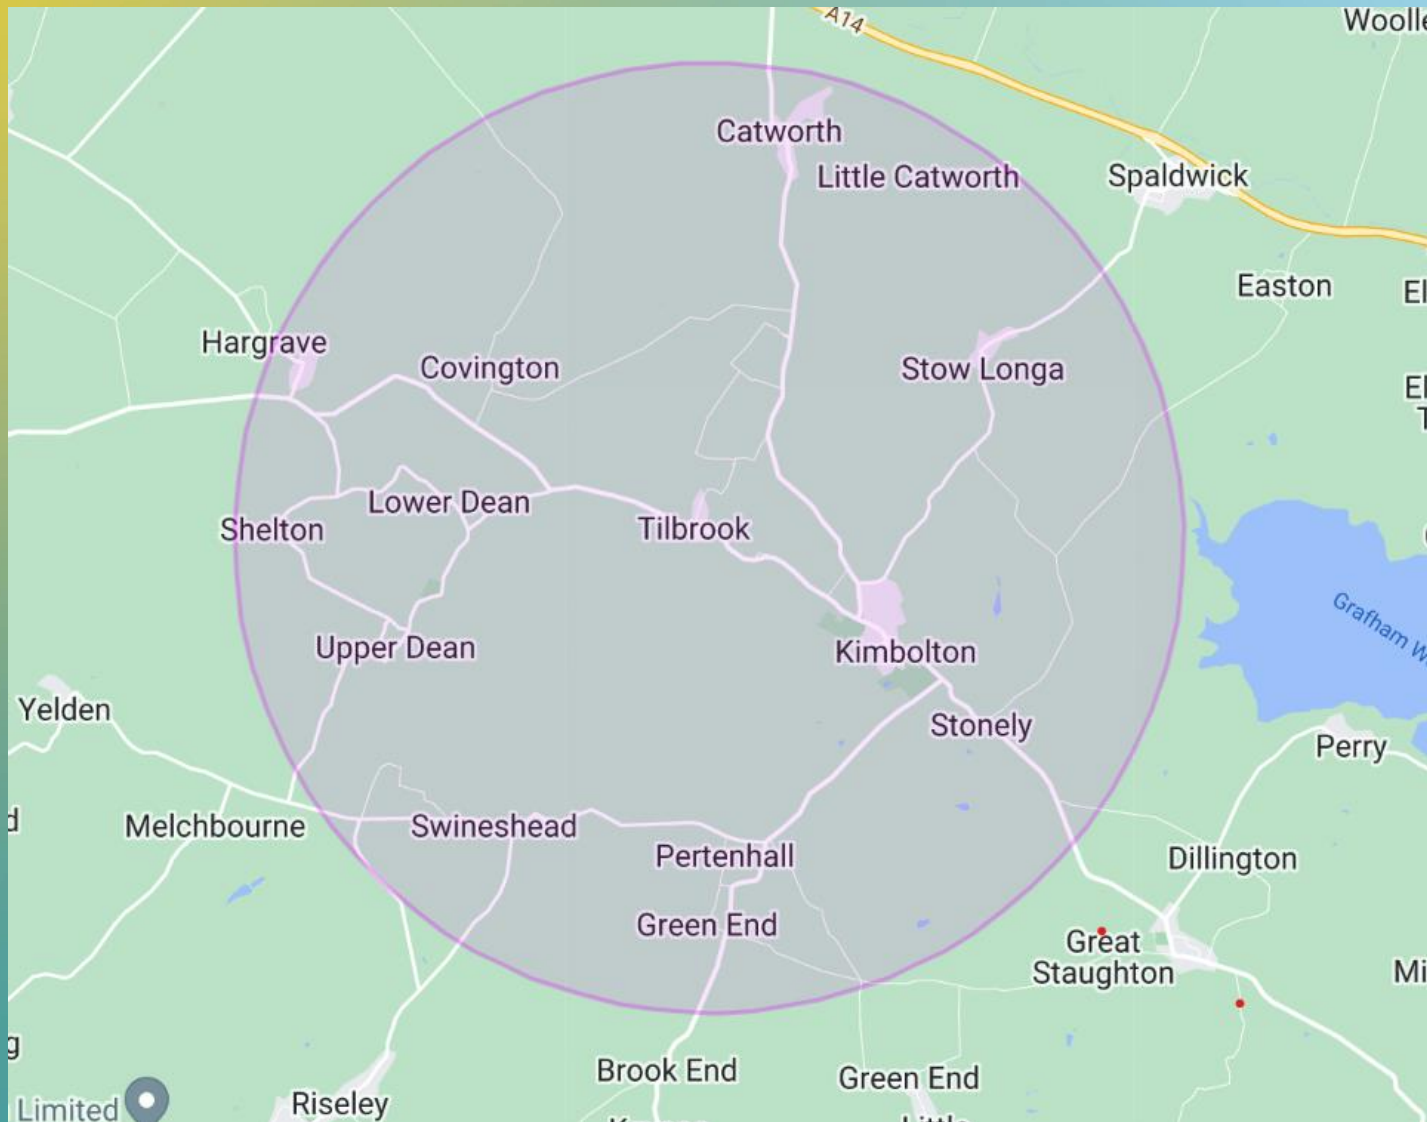 A14
Catworth
Little Catworth
Spaldwick
Easton
Hargrave
Covington
Stow Longa
Lower Dean
Shelton
Tilbrook
Upper Dean
Kimbolton
Grafham W
Yelden
Stonely
Perry
Melchbourne
Swineshead
Pertenhall
Dillington
Green End
Great
Staughton
Brook End
Green End
Riseley
Limited